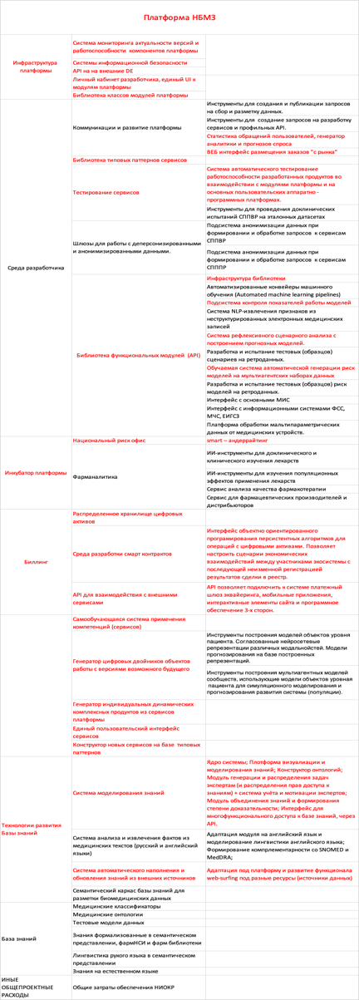 Платформа НБМЗ
Инфраструктура
платформы
Система мониторинга актуальности версий и
работоспособности компонентов платформы
Системы информационной безопасности
API на на внешние DE
Личный кабинет разработчика, единый UI к
модулям платформы
Библиотека классов модулей платформы
Среда разработчика
Коммуникации и развитие платформы
Инструменты для создания и публикации запросов
на сбор и разметку данных.
Инструменты для создание запросов на разработку
сервисов и профильных API.
Статистика обращений пользователей, генератор
аналитики и прогнозов спроса
ВЕБ интерфейс размещения заказов "с рынка"
Библиотека типовых паттернов сервисов
Тестирование сервисов
Система автоматического тестирование
работоспособности разработанных продуктов во
взаимодействии с модулями платформы и на
основных пользовательских аппаратно -
программных платформах.
Инструменты для проведения доклинических
испытаний СППВР на эталонных датасетах
Шлюзы для работы с деперсонизированными
и анонимизированными данными.
Подсистема анонимизации данных при
формировании и обработке запросов к сервисам
СППВР
Подсистема анонимизации данных при
формировании и обработке запросов к сервисам
СПППР
Библиотека функциональных модулей (API)
Инфраструктура библиотеки
Автоматизированные конвейеры машинного
обучения (Automated machine learning pipelines)
Подсистема контроля показателей работы моделей
Система NLP-извлечения признаков из
неструктурированных электронных медицинских
записей
Система рефлексивного сценарного анализа с
построением прогнозных моделей.
Разработка и испытание тестовых (образцов)
сценариев на ретроданных.
Обучаемая система автоматической генерации риск
моделей на мультиагентских наборах данных
Разработка и испытание тестовых (образцов) риск
моделей на ретроданных.
Интерфейс с основными МИС
Интерфейс с информационными системами ФСС,
МЧС, ЕИГСЗ
Платформа обработки мультипараметрических
данных от медицинских устройств.
Инкубатор платформы
Национальный риск офис
smart – андеррайтинг
Фарманалитика
ИИ-инструменты для доклинического и
клинического изучения лекарств
ИИ-инструменты для изучения популяционных
эффектов применения лекарств
Сервис анализа качества фармакотерапии
Сервис для фармацевтических производителей и
дистрибьюторов
Биллинг
Распределенное хранилище цифровых
активов
Среда разработки смарт контрактов
Интерфейс объектно ориентированного
програмирования персистентных алгоритмов для
операций с цифровыми активами. Позволяет
настроить сценарии экономических
взаимодействий между участниками экосистемы с
последующей неизменной регистрацией
результатов сделки в реестр.
API для взаимодействия с внешними
сервисами
API позволяет подключить к системе платежный
шлюз эквайеринга, мобильные приложения,
интерактивные элементы сайта и программное
обеспечение 3-х сторон.
Самообучающаяся система применения
компетенций (сервисов)
Генератор цифровых двойников объектов
работы с версиями возможного будущего
Инструменты построения моделей объектов уровня
пациента. Согласованные нейросетевые
репрезентации различных модальнойстей. Модели
прогнозирования на базе построенных
репрезентаций.
Инструменты построения мультиагентных моделей
сообществ, использующие модели объектов уровная
пациента для симуляционного моделирования и
прогнозирования развития системы (популяции).
Генератор индивидуальных динамических
комплексных продуктов из сервисов
платформы
Единый пользовательский интерфейс
сервисов
Конструктор новых сервисов на базе типовых
паттернов
Технологии развития
Базы знаний
Система моделирования знаний
Ядро системы; Плотформа визуалиации и
моделирования знаний; Конструктор онтологий;
Модуль генерации и распределения задач
экспертам (и распределения прав доступа к
знаниям) + система учёта и мотивации экспертов;
Модуль объединения знаний и формирования
степени доказательности; Интерфейс для
многофункционального доступа к базе знаний, через
API.
Система анализа и извлечения фактов из
медицинских текстов (русский и английский
языки)
Адаптация модуля на английский язык и
моделирование лингвистики английского языка;
Формирование комплрементарности со SNOMED и
MedDRA;
Система автоматического наполнения и
обновления знаний из внешних источников
Адаптация под платформу и развитие функционала
web-surfing под разные ресурсы (источники данных)
Семантический каркас базы знаний для
разметки биомедицинских данных
База знаний
Медицинские классификаторы
Медицинские онтологии
Тестовые модели данных
Знания формализованные в семантическом
представлении, фармНСИ и фарм библиотеки
Лингвистика рукого языка в семантическом
представлении
Знания на естественном языке
ИНЫЕ
ОБЩЕПРОЕКТНЫЕ
РАСХОДЫ
Общие затраты обеспечения НИОКР